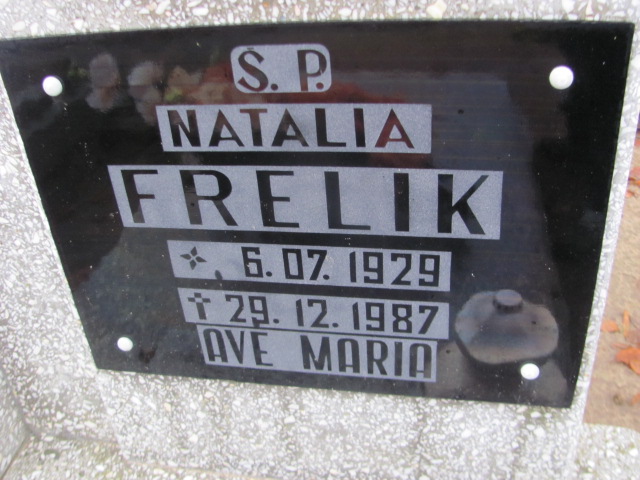 Ś. P.
NATALIA
FRELIK
* 6. 07. 1929
† 29. 12. 1987
AVE MARIA